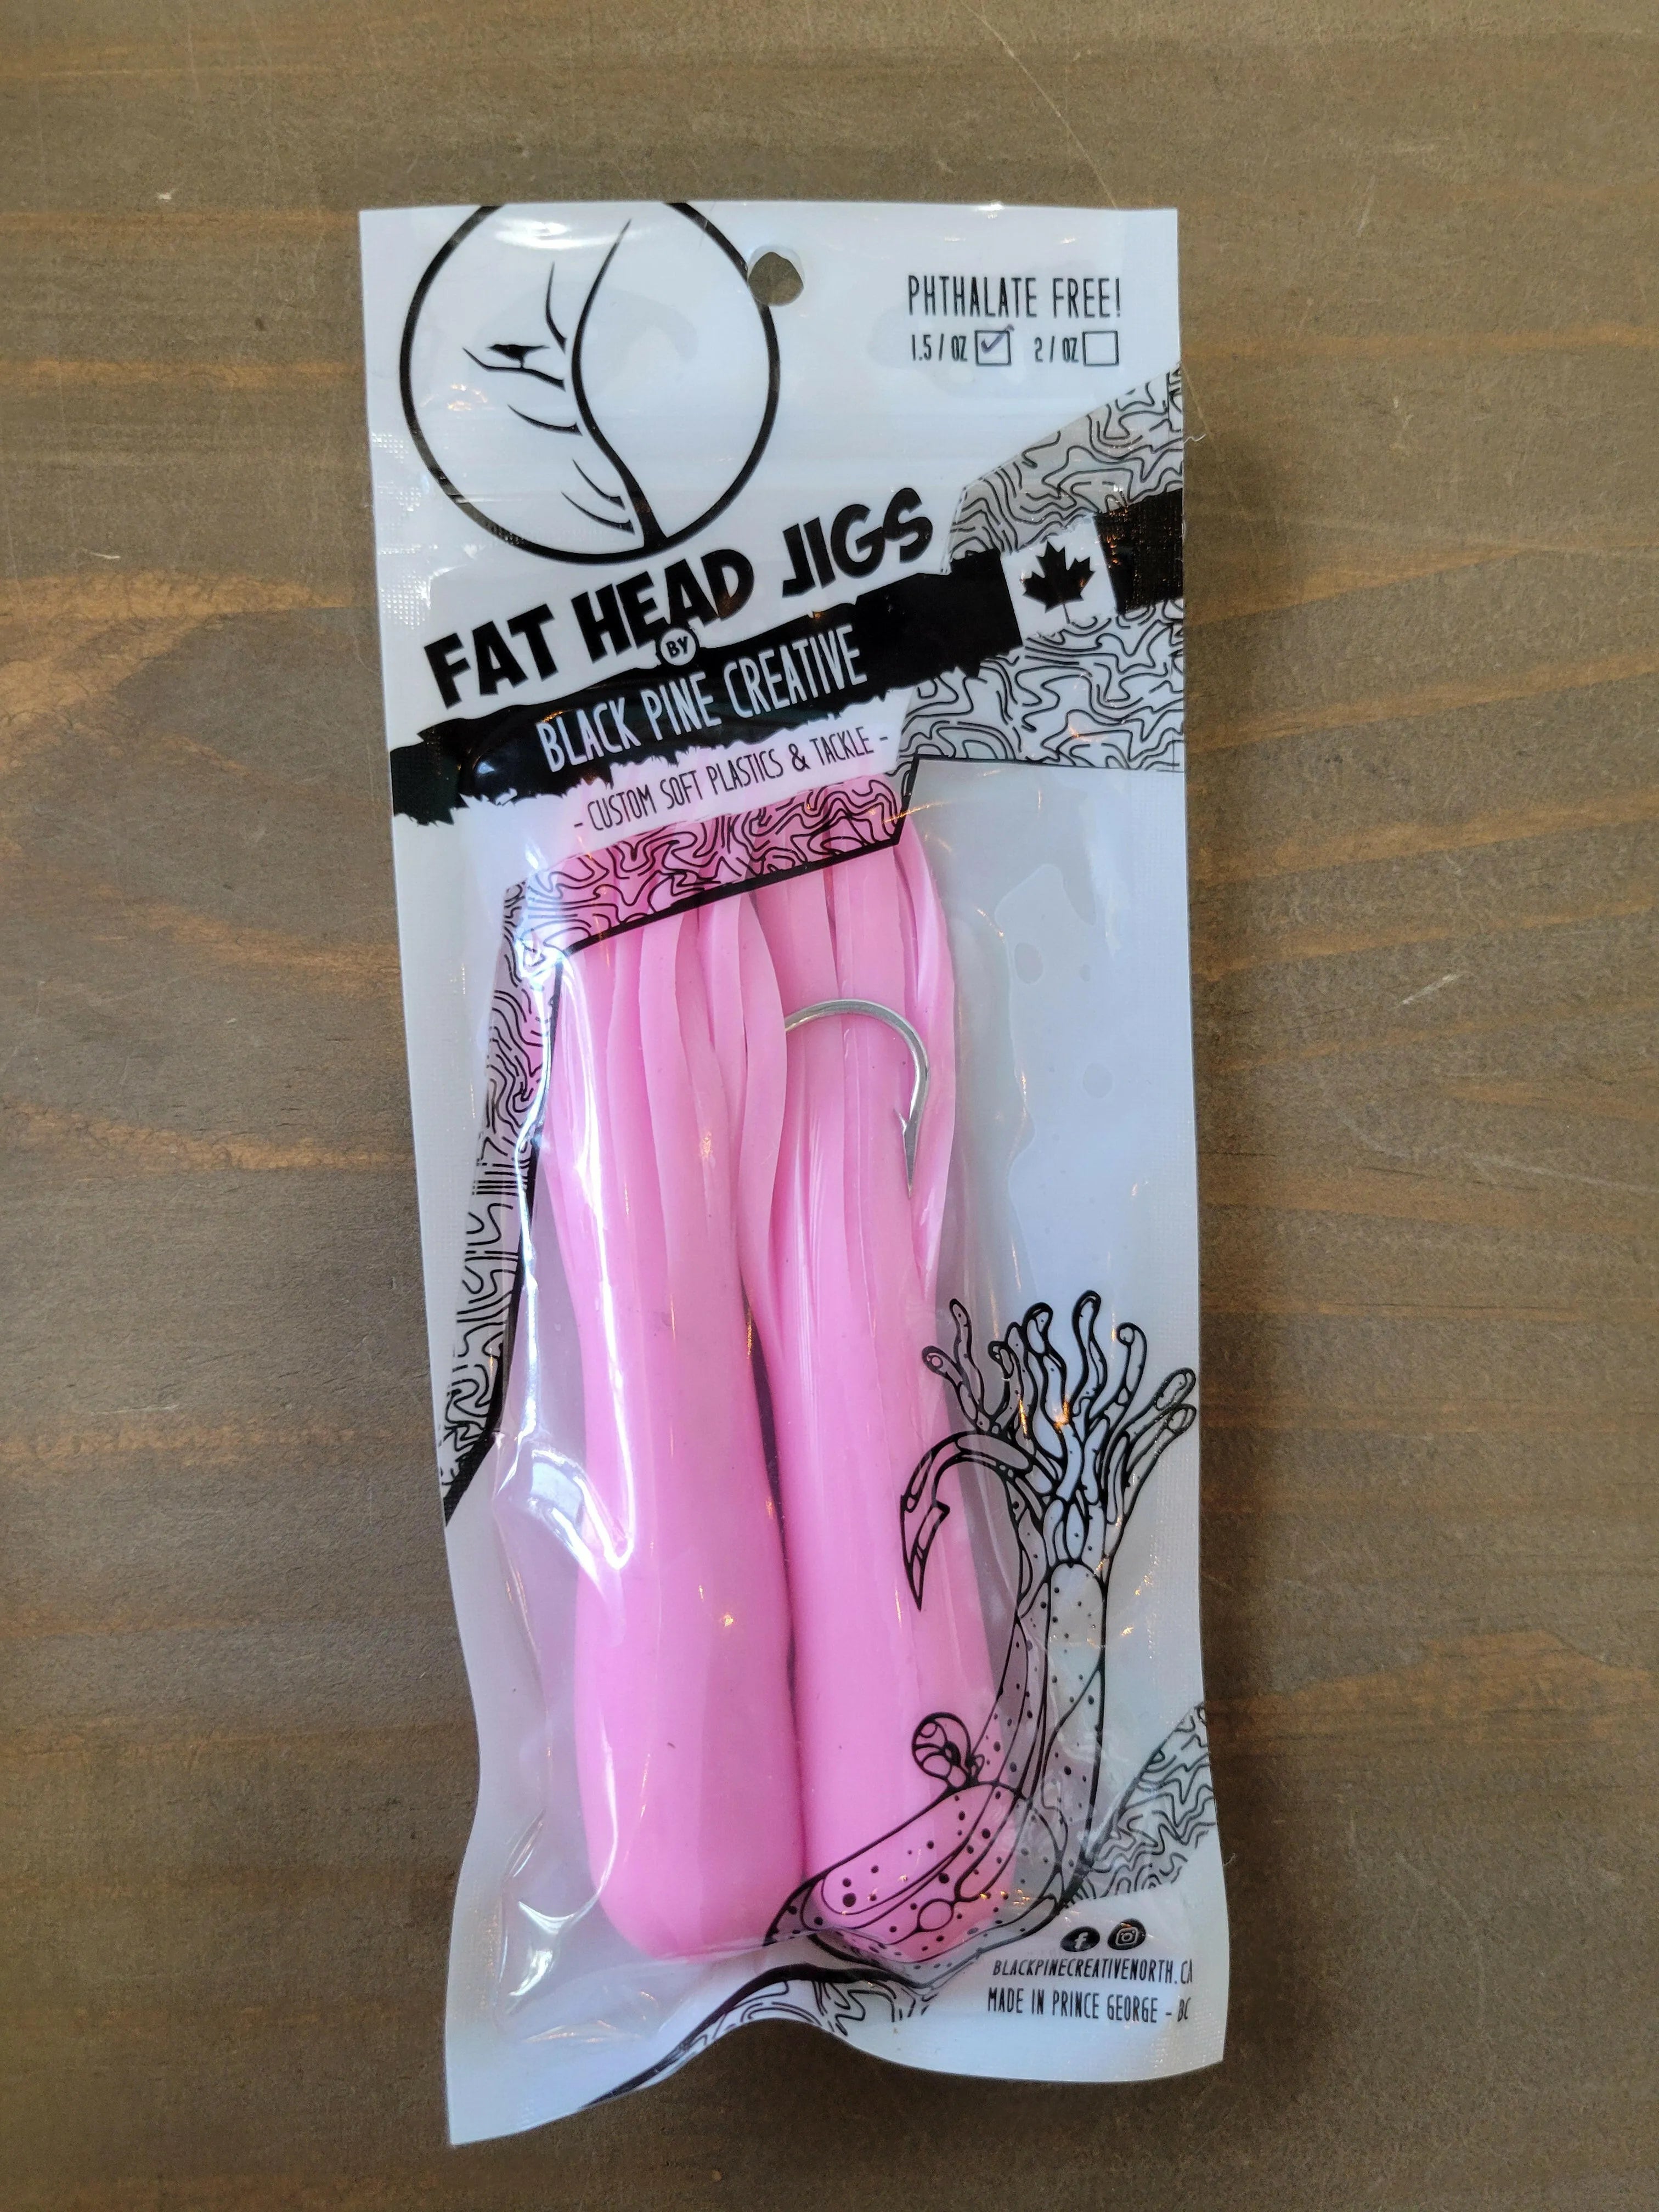 PHTHALATE FREE!
1.5/OZ 2/OZ
FAT HEAD JIGS
BY
BLACK PINE CREATIVE
- CUSTOM SOFT PLASTICS & TACKLE -
BLACKPINECREATIVENORTH.CA
MADE IN PRINCE GEORGE - BC